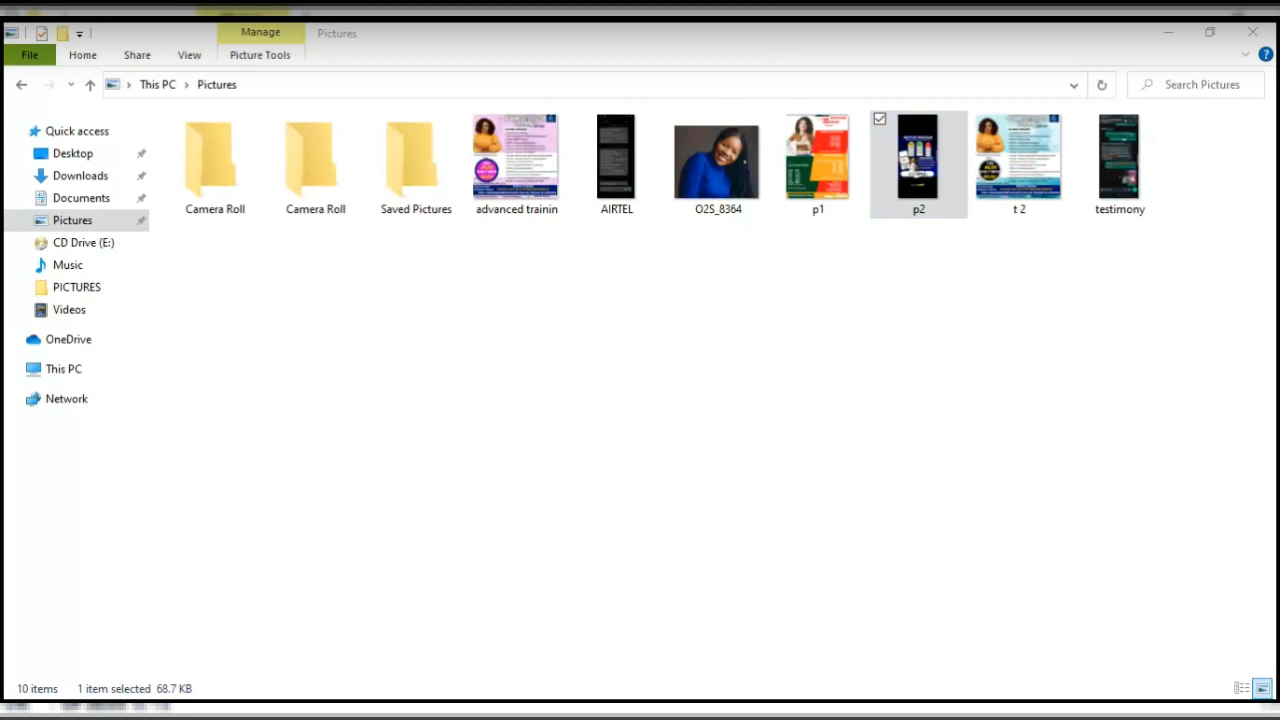 Manage
Pictures
File
Home
Share
View
Picture Tools
This PC
Pictures
Search Pictures
Quick access
Desktop
Downloads
Documents
Pictures
CD Drive (E:)
Music
PICTURES
Videos
OneDrive
This PC
Network
Camera Roll
Camera Roll
Saved Pictures
advanced trainin
AIRTEL
O2S_8364
p1
p2
t 2
testimony
10 items
1 item selected 68.7 KB